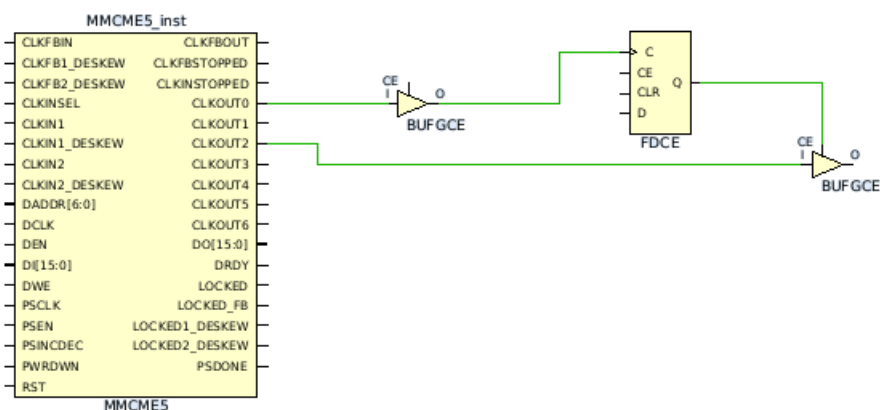 MMCME5_inst
CLKFBIN CLKFBOUT
CLKFB1_DESKEW CLKFBSTOPPED
CLKFB2_DESKEW CLKINSTOPPED
CLKINSEL CLKOUT0
CLKIN1 CLKOUT1
CLKIN1_DESKEW CLKOUT2
CLKIN2 CLKOUT3
CLKIN2_DESKEW CLKOUT4
DADDR[6:0] CLKOUT5
DCLK CLKOUT6
DEN DO[15:0]
DI[15:0] DRDY
DWE LOCKED
PSCLK LOCKED_FB
PSEN LOCKED1_DESKEW
PSINCDEC LOCKED2_DESKEW
PWRDWN PSDONE
RST
MMCME5
CE
I O
BUFGCE
C
CE
Q
CLR
D
FDCE
CE
I O
BUFGCE